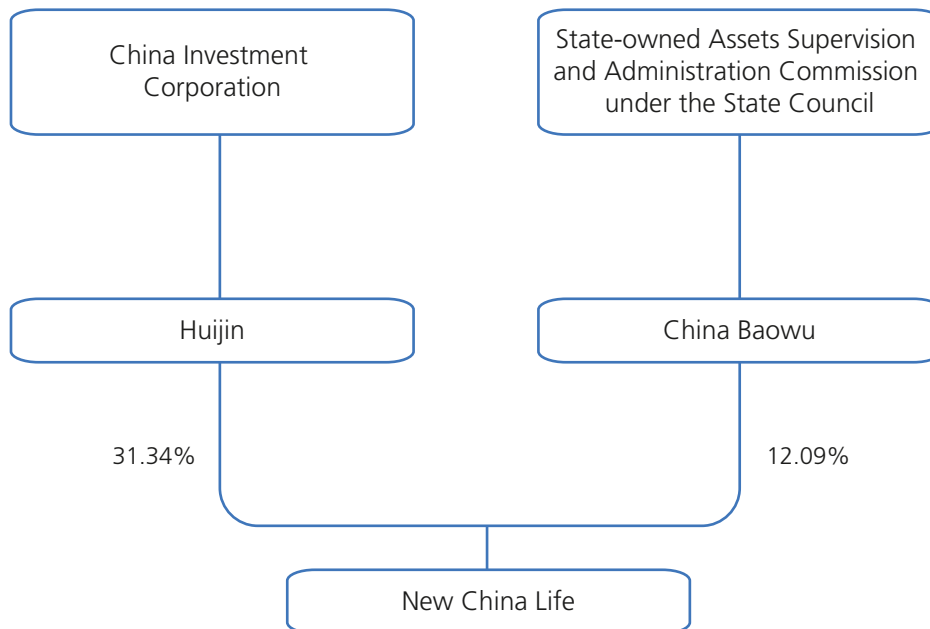 China Investment
Corporation
State-owned Assets Supervision
and Administration Commission
under the State Council
Huijin
China Baowu
31.34%
12.09%
New China Life